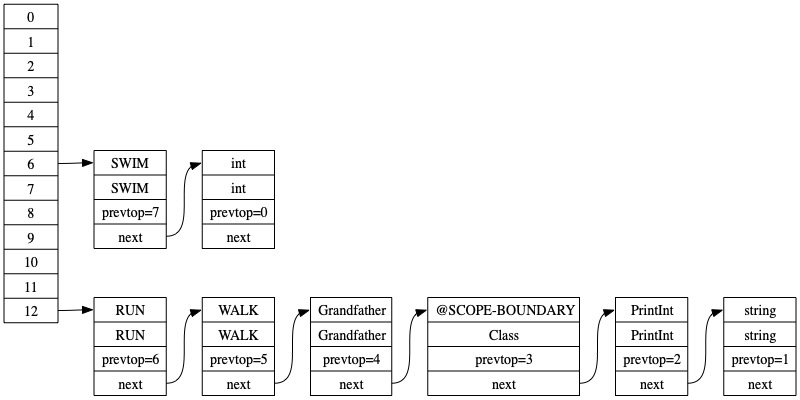 0
1
2
3
4
5
6
7
8
9
10
11
12
SWIM
SWIM
prevtop=7
next
int
int
prevtop=0
next
RUN
RUN
prevtop=6
next
WALK
WALK
prevtop=5
next
Grandfather
Grandfather
prevtop=4
next
@SCOPE-BOUNDARY
Class
prevtop=3
next
PrintInt
PrintInt
prevtop=2
next
string
string
prevtop=1
next